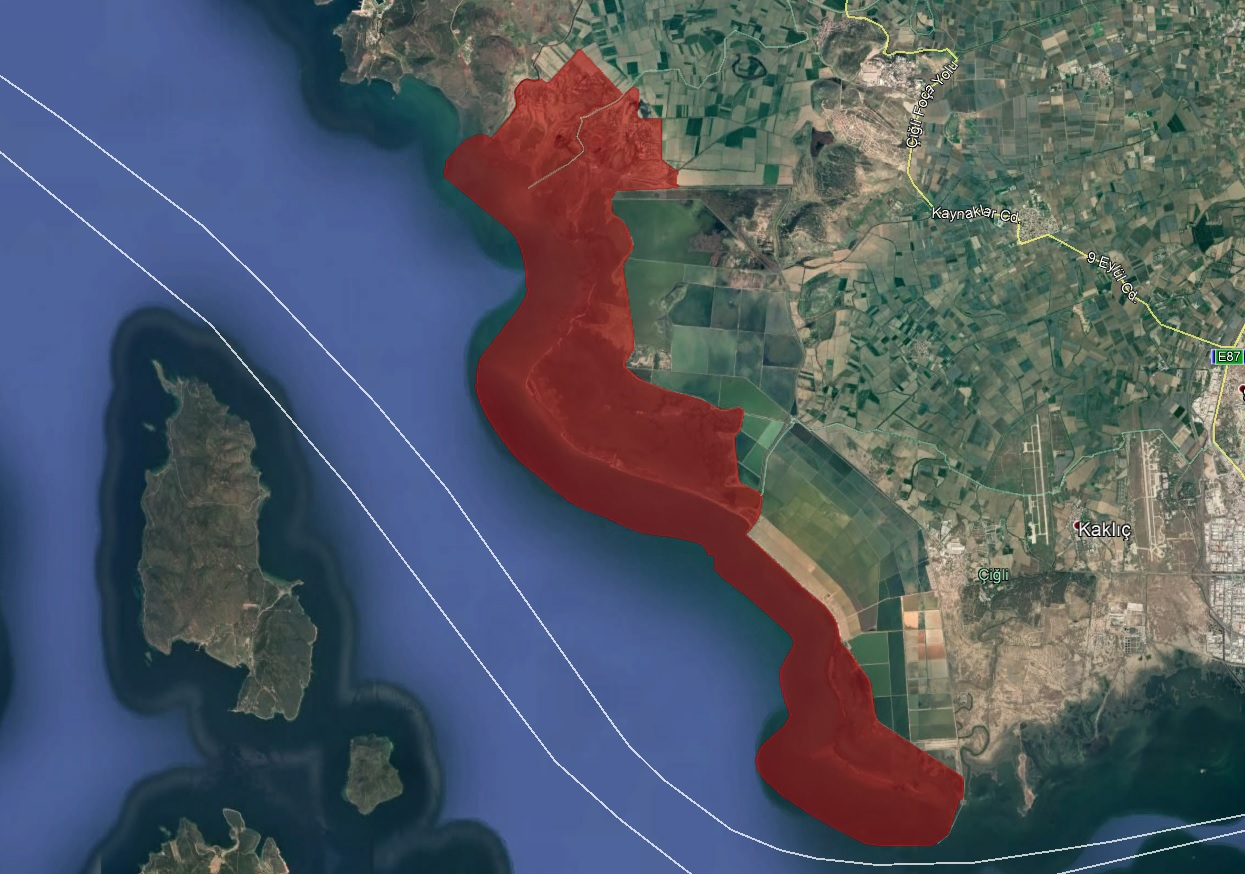 Çiğli Foça Yolu
Kaynaklar Cd.
9 Eylül Cd.
E87
Kaklıç
Çiğli